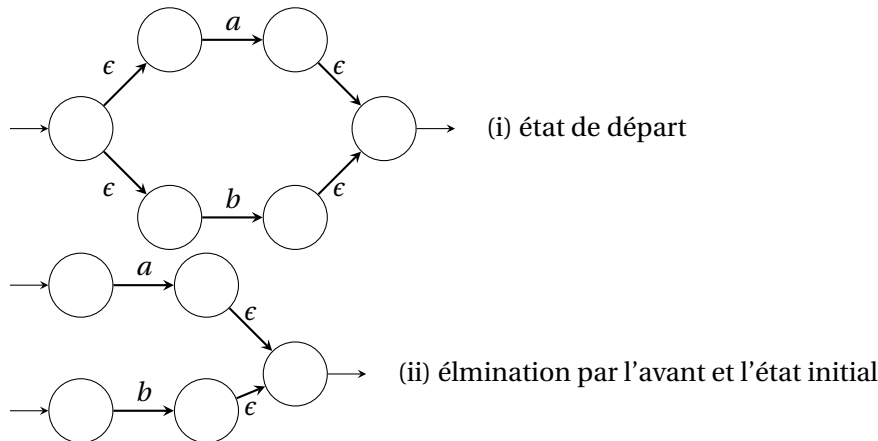 a
ϵ ϵ
(i) état de départ
ϵ ϵ
b
a
ϵ
(ii) élmination par l'avant et l'état initial
b
ϵ